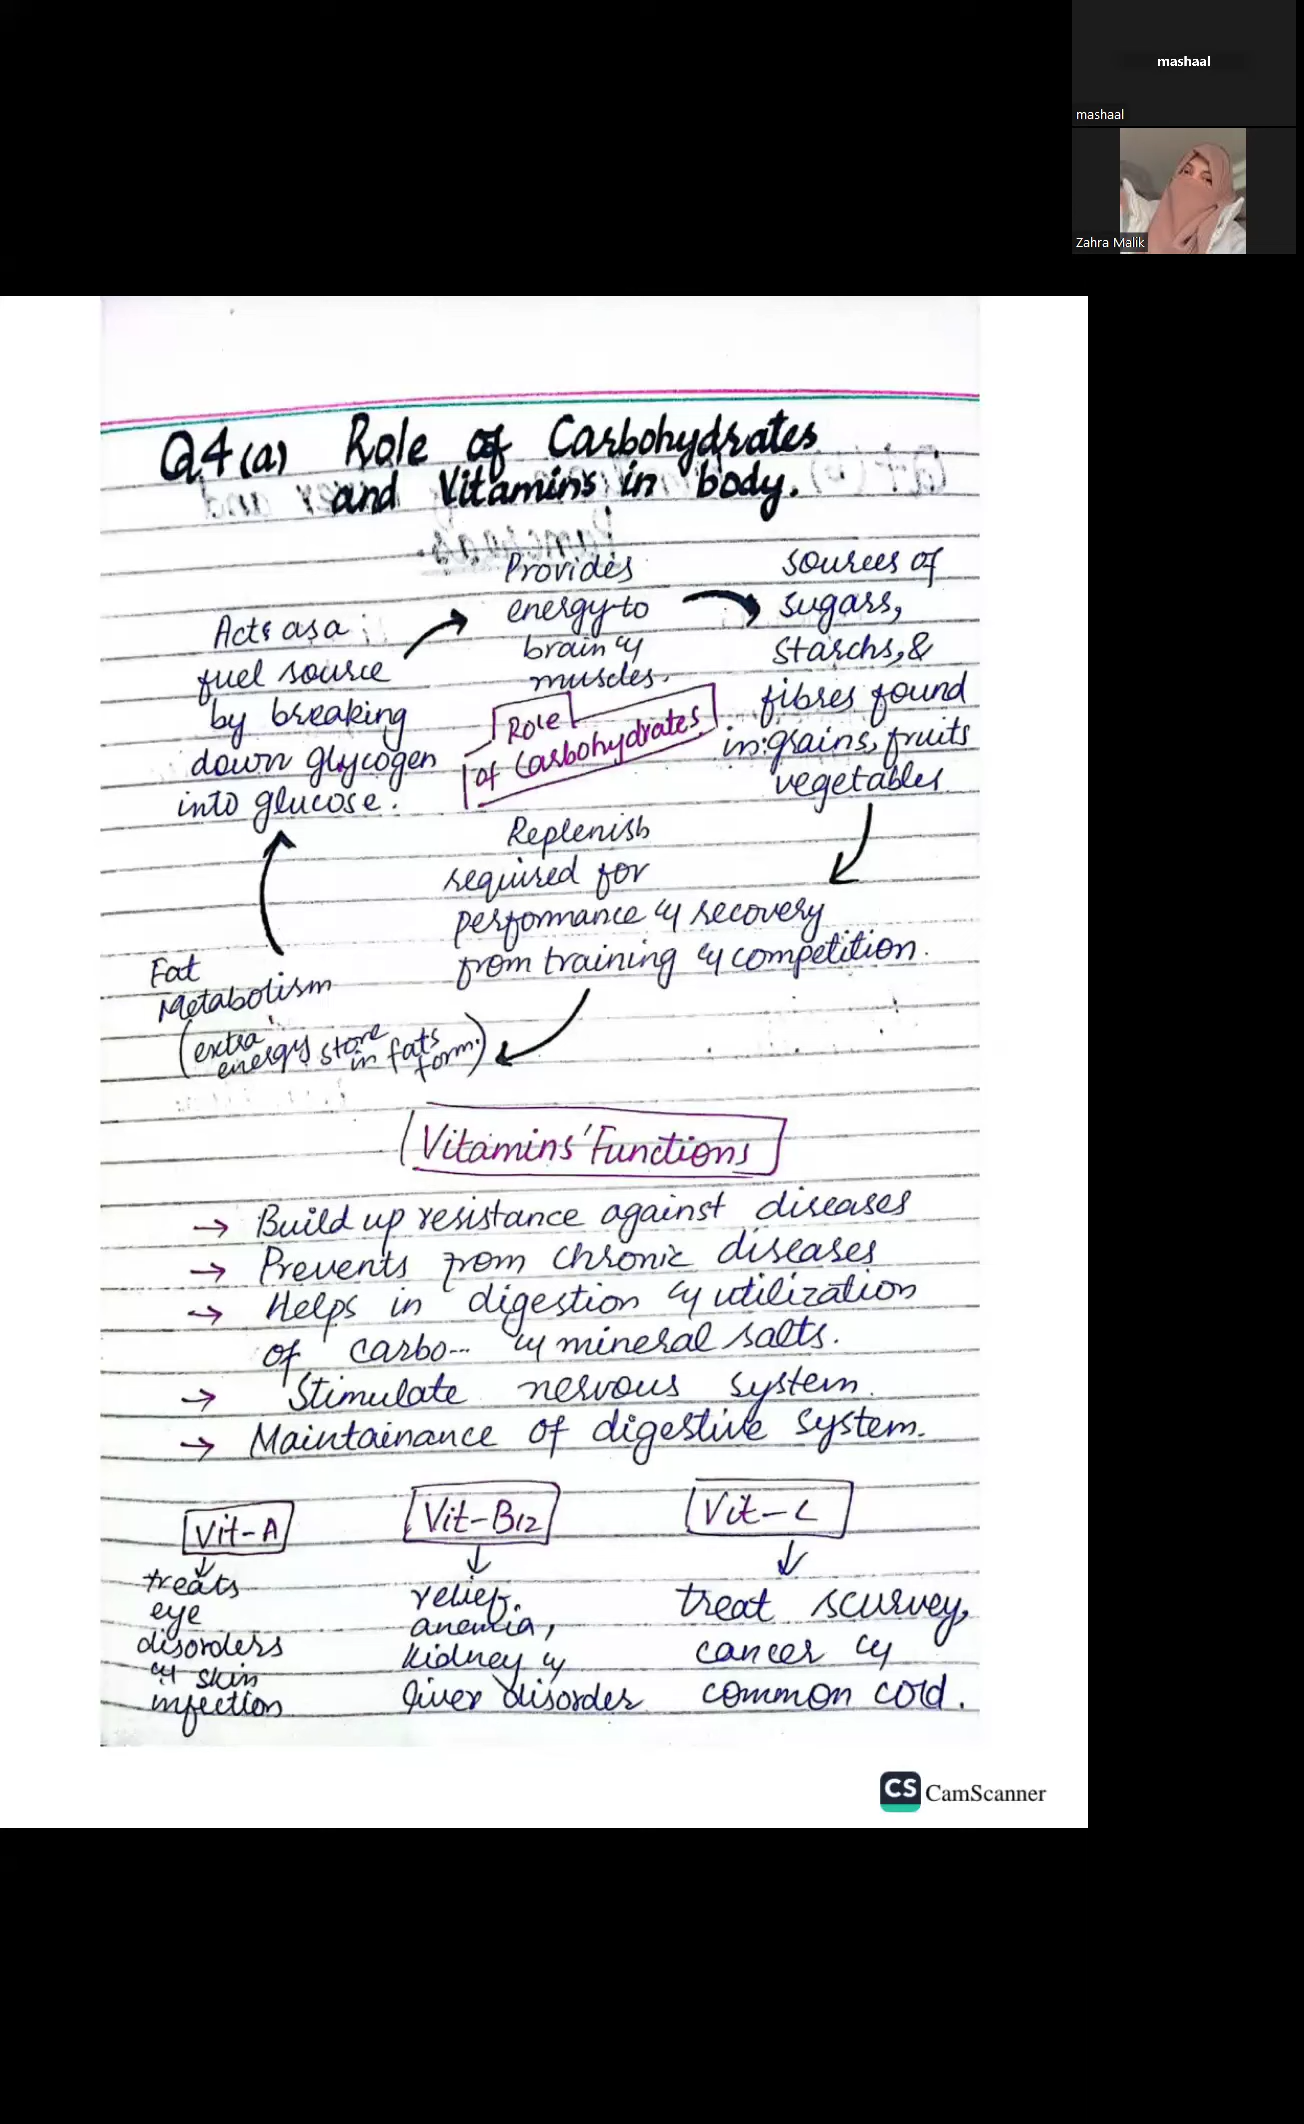 mashaal
mashaal
Zahra Malik
Q4(a) Role of Carbohydrates
and Vitamins in body.
Acts as a
fuel source
by breaking
down glycogen
into glucose.
Provides
energy to
brain &
muscles.
sources of
sugars,
starchs, &
fibres found
in grains, fruits
vegetables
Role
of Carbohydrates
Replenish
required for
performance & recovery
from training & competition.
Fat
Metabolism
(extra
energy store
in fats
form.)
Vitamins' Functions
→ Build up resistance against diseases
→ Prevents from chronic diseases
→ Helps in digestion & utilization
of carbo... & mineral salts.
→ Stimulate nervous system.
→ Maintainance of digestive system.
Vit-A
treats
eye
disorders
& skin
infection
Vit-B12
relief.
anemia,
kidney &
liver disorder
Vit-C
treat scurvey,
cancer &
common cold.
CS CamScanner